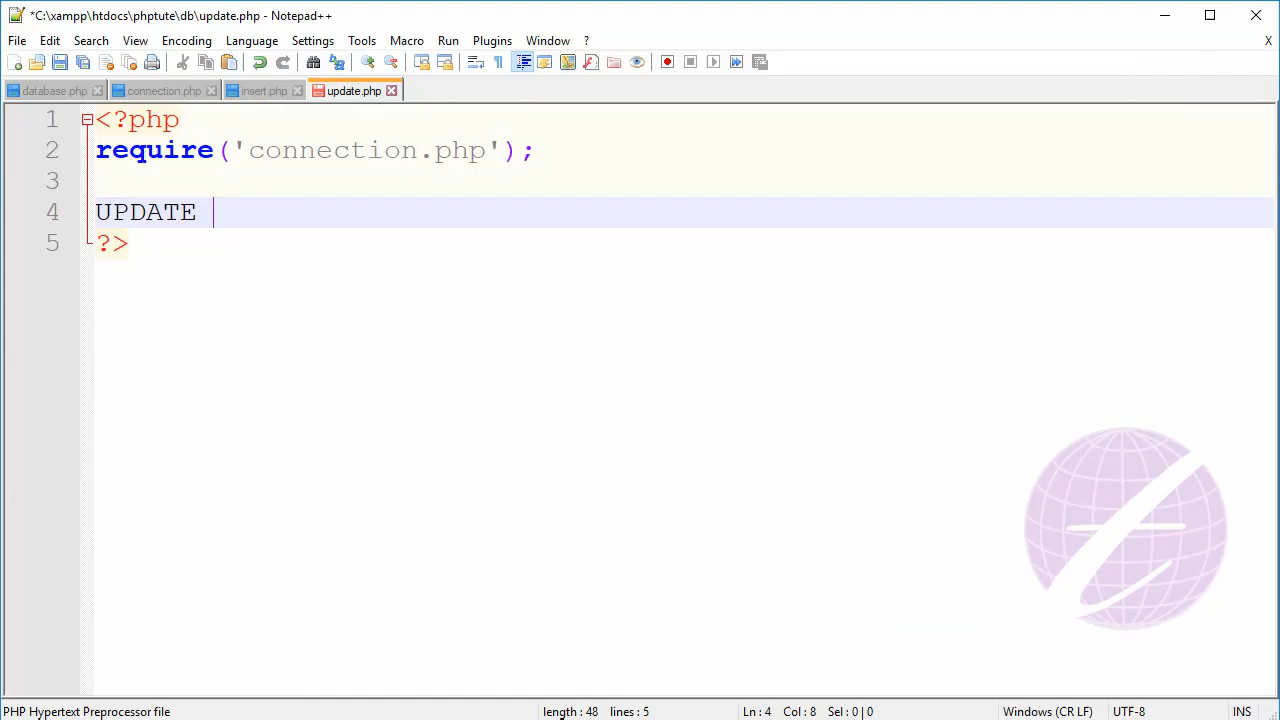 *C:\xampp\htdocs\phptute\db\update.php - Notepad++
File Edit Search View Encoding Language Settings Tools Macro Run Plugins Window ? X
database.php connection.php insert.php update.php
1 <?php
2 require('connection.php');
3
4 UPDATE
5 ?>
PHP Hypertext Preprocessor file length : 48 lines : 5 Ln : 4 Col : 8 Sel : 0 | 0 Windows (CR LF) UTF-8 INS